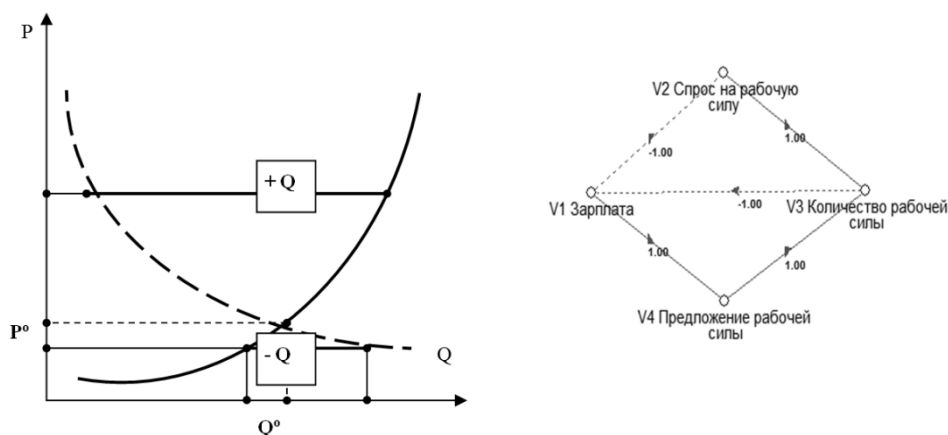 P
+ Q
P⁰
- Q
Q
Q⁰
V2 Спрос на рабочую
силу
-1.00
1.00
V1 Зарплата
-1.00
V3 Количество рабочей
силы
1.00
1.00
V4 Предложение рабочей
силы